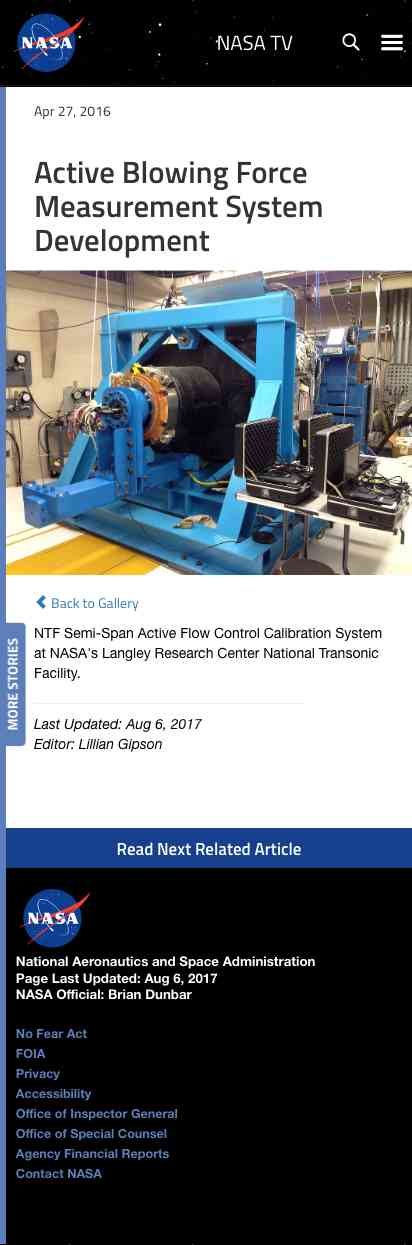 NASA
NASA TV
Apr 27, 2016
Active Blowing Force
Measurement System
Development
Back to Gallery
NTF Semi-Span Active Flow Control Calibration System
at NASA's Langley Research Center National Transonic
Facility.
MORE STORIES
Last Updated: Aug 6, 2017
Editor: Lillian Gipson
Read Next Related Article
NASA
National Aeronautics and Space Administration
Page Last Updated: Aug 6, 2017
NASA Official: Brian Dunbar
No Fear Act
FOIA
Privacy
Accessibility
Office of Inspector General
Office of Special Counsel
Agency Financial Reports
Contact NASA